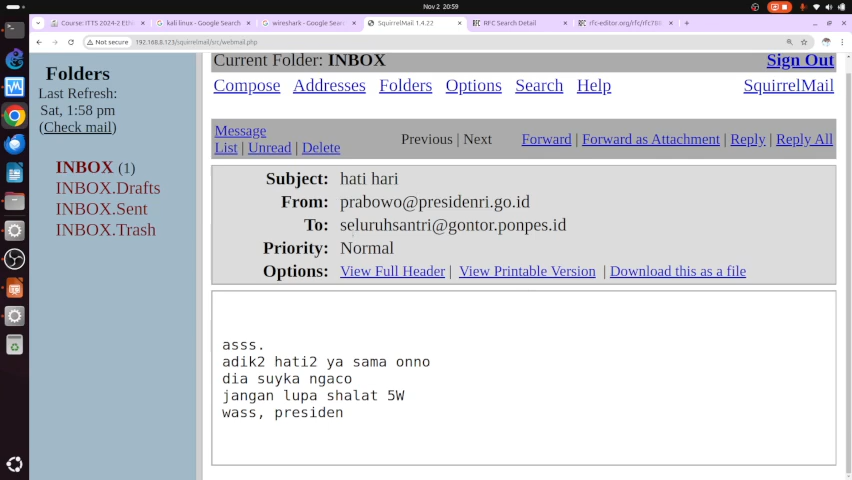 Nov 2 20:59
Course: ITTS 2024-2 Eth
kali linux - Google Search
wireshark - Google Search
SquirrelMail 1.4.22
RFC Search Detail
rfc-editor.org/rfc/rfc788
Not secure
192.168.8.123/squirrelmail/src/webmail.php
Folders
Last Refresh:
Sat, 1:58 pm
(Check mail)
INBOX (1)
INBOX.Drafts
INBOX.Sent
INBOX.Trash
Current Folder: INBOX
Sign Out
Compose Addresses Folders Options Search Help
SquirrelMail
Message
List | Unread | Delete
Previous | Next
Forward | Forward as Attachment | Reply | Reply All
Subject: hati hari
From: prabowo@presidenri.go.id
To: seluruhsantri@gontor.ponpes.id
Priority: Normal
Options: View Full Header | View Printable Version | Download this as a file
asss.
adik2 hati2 ya sama onno
dia suyka ngaco
jangan lupa shalat 5W
wass, presiden